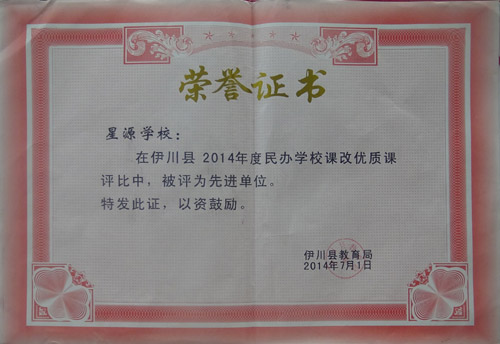 荣誉证书
星源学校：
在伊川县 2014年度民办学校课改优质课
评比中，被评为先进单位。
特发此证，以资鼓励。
伊川县教育局
2014年7月1日